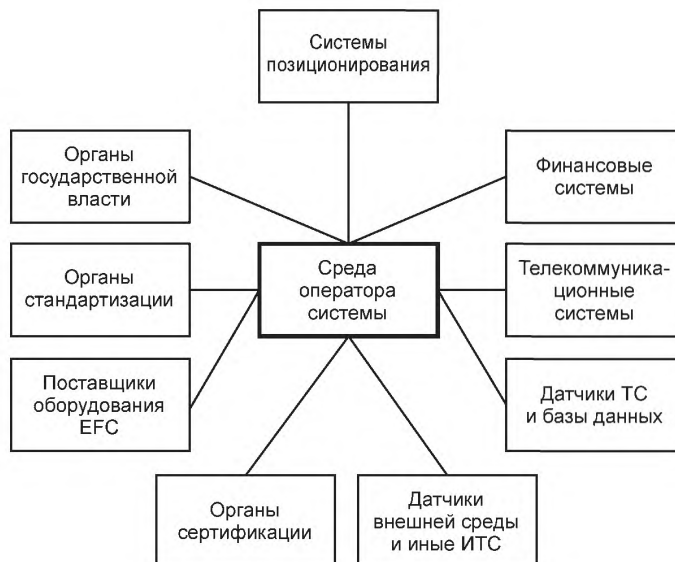 Системы
позиционирования
Органы
государственной
власти
Финансовые
системы
Среда
оператора
системы
Органы
стандартизации
Телекоммуника-
ционные
системы
Поставщики
оборудования
EFC
Датчики ТС
и базы данных
Органы
сертификации
Датчики
внешней среды
и иные ИТС